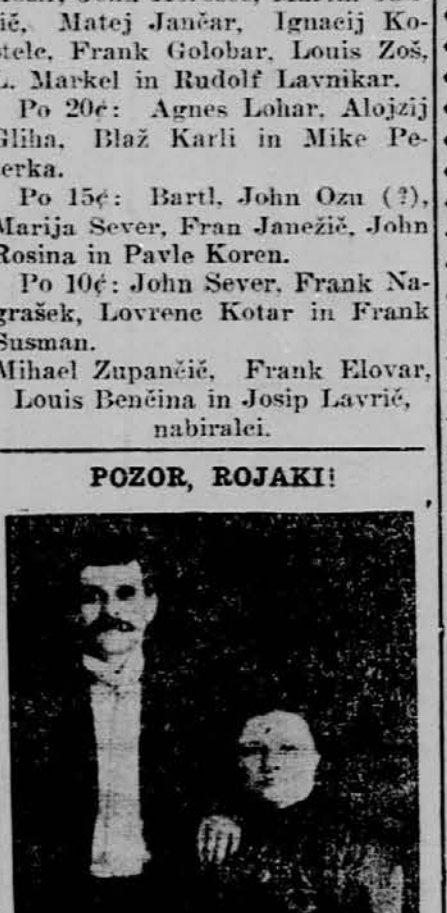 ič, Matej Jančar, Ignacij Ko-
stele, Frank Golobar, Louis Zoš,
L. Markel in Rudolf Lavnikar.
Po 20¢: Agnes Lohar, Alojzij
Gliha, Blaž Karli in Mike Pe-
terka.
Po 15¢: Bartl, John Ozu (?),
Marija Sever, Fran Janežič, John
Rosina in Pavle Koren.
Po 10¢: John Sever, Frank Na-
grašek, Lovrenc Kotar in Frank
Susman.
Mihael Zupančič, Frank Elovar,
Louis Benčina in Josip Lavrič,
nabiralci.
POZOR, ROJAKI!